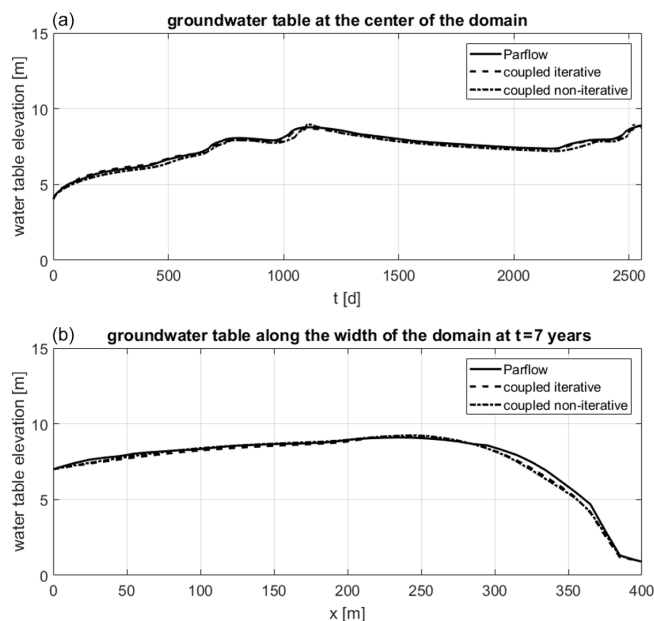 (a) groundwater table at the center of the domain
15
10
5
0
water table elevation [m]
Parflow
coupled iterative
coupled non-iterative
0 500 1000 1500 2000 2500
t [d]
(b) groundwater table along the width of the domain at t=7 years
15
10
5
0
water table elevation [m]
Parflow
coupled iterative
coupled non-iterative
0 50 100 150 200 250 300 350 400
x [m]